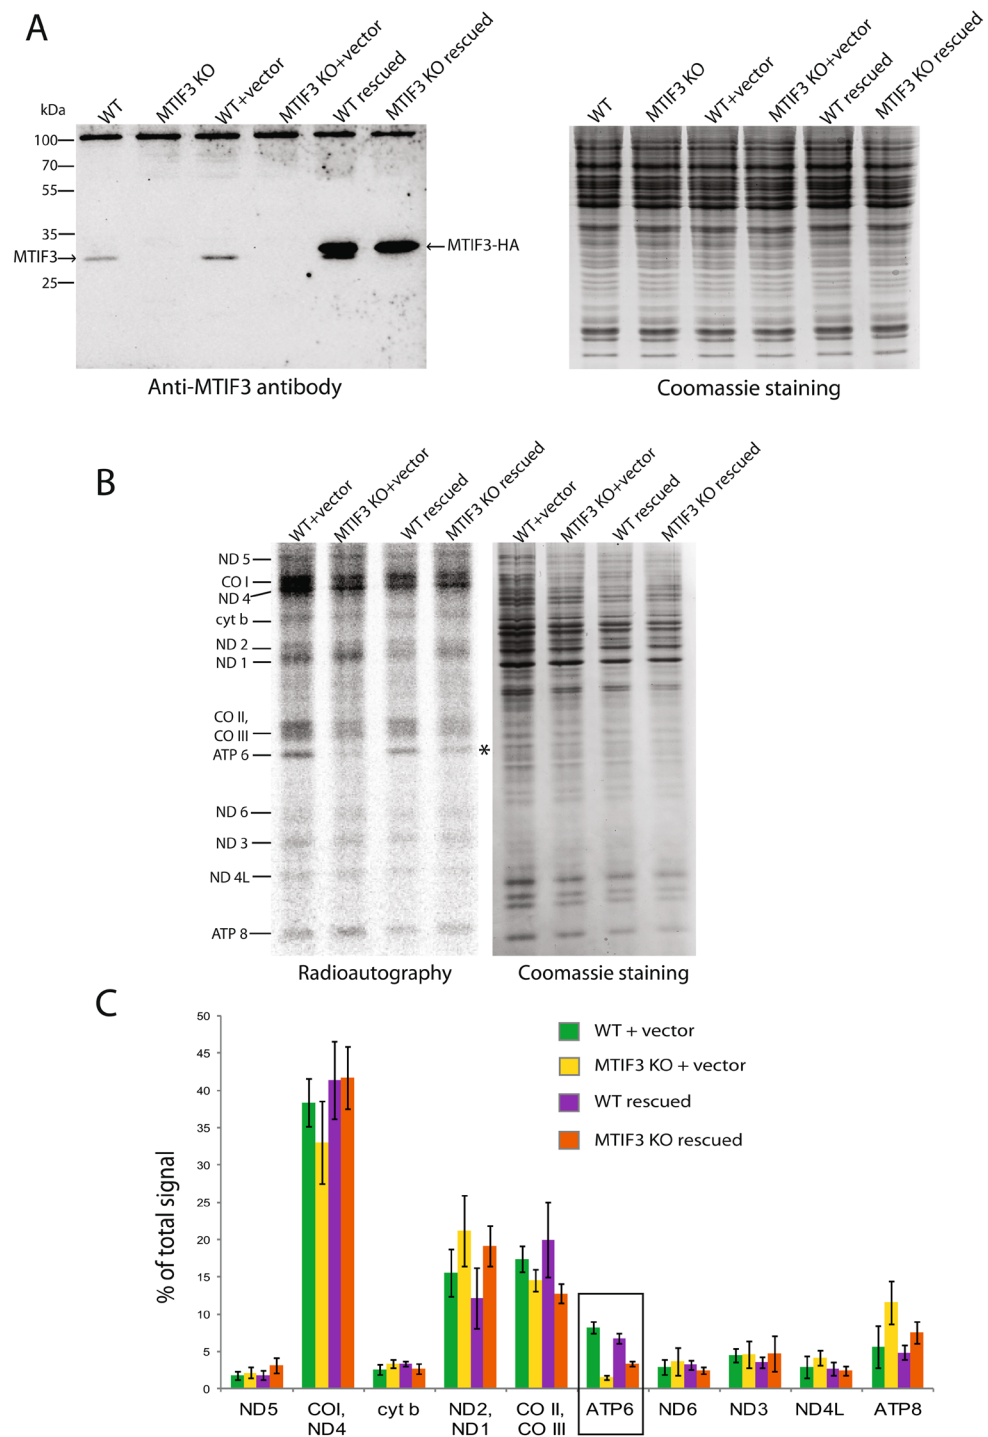 A
WT
MTIF3 KO
WT+vector
MTIF3 KO+vector
WT rescued
MTIF3 KO rescued
WT
MTIF3 KO
WT+vector
MTIF3 KO+vector
WT rescued
MTIF3 KO rescued
kDa
100
70
55
35
MTIF3
25
MTIF3-HA
Anti-MTIF3 antibody
Coomassie staining
B
WT+vector
MTIF3 KO+vector
WT rescued
MTIF3 KO rescued
WT+vector
MTIF3 KO+vector
WT rescued
MTIF3 KO rescued
ND 5
CO I
ND 4
cyt b
ND 2
ND 1
CO II,
CO III
ATP 6
*
ND 6
ND 3
ND 4L
ATP 8
Radioautography
Coomassie staining
C
% of total signal
50
45
40
35
30
25
20
15
10
5
0
WT + vector
MTIF3 KO + vector
WT rescued
MTIF3 KO rescued
ND5
COI,
ND4
cyt b
ND2,
ND1
CO II,
CO III
ATP6
ND6
ND3
ND4L
ATP8